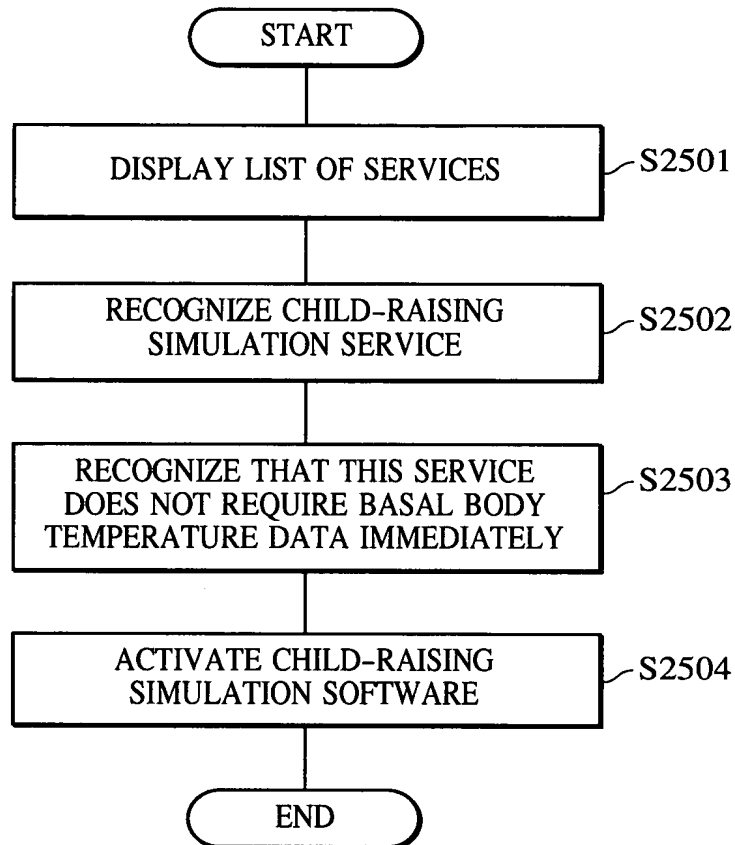 START
DISPLAY LIST OF SERVICES
S2501
RECOGNIZE CHILD-RAISING
SIMULATION SERVICE
S2502
RECOGNIZE THAT THIS SERVICE
DOES NOT REQUIRE BASAL BODY
TEMPERATURE DATA IMMEDIATELY
S2503
ACTIVATE CHILD-RAISING
SIMULATION SOFTWARE
S2504
END